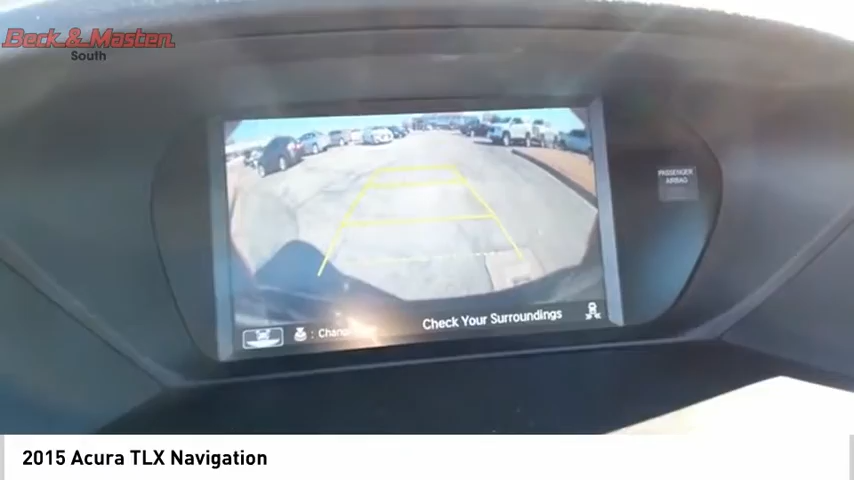 Beck & Masten
South
PASSENGER
AIRBAG
Check Your Surroundings
2015 Acura TLX Navigation